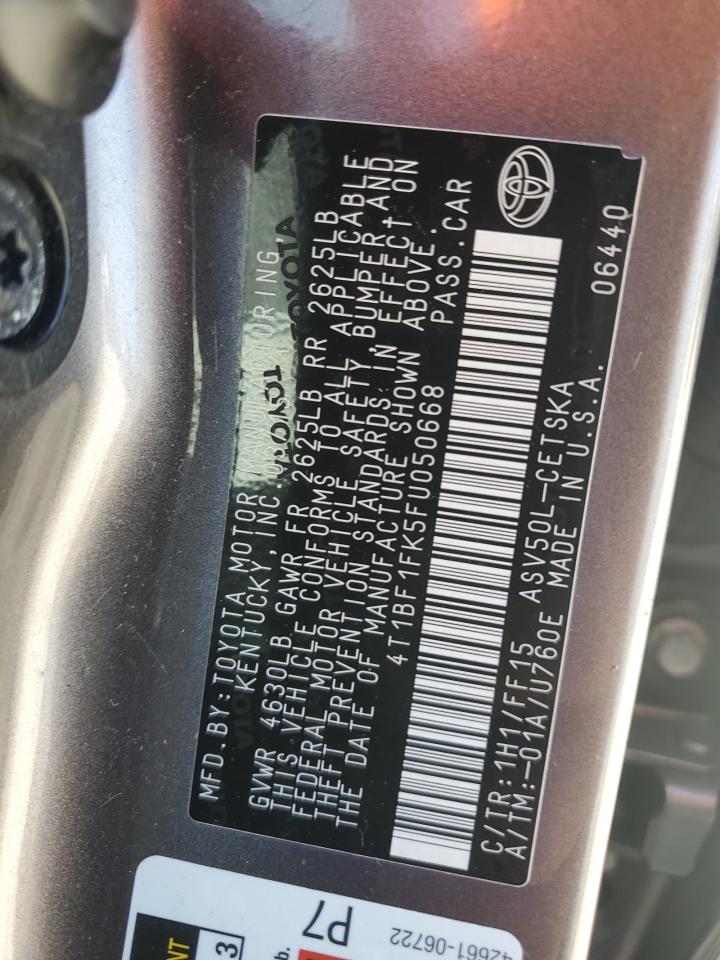 MFD.BY:TOYOTA MOTOR MANUFACTURING
KENTUCKY,INC.
GVWR 4630LB GAWR FR 2625LB RR 2625LB
THIS VEHICLE CONFORMS TO ALL APPLICABLE
FEDERAL MOTOR VEHICLE SAFETY, BUMPER, AND
THEFT PREVENTION STANDARDS IN EFFECT ON
THE DATE OF MANUFACTURE SHOWN ABOVE.
4T1BF1FK5FU050668 PASS.CAR
C/TR:1H1/FF15 ASV50L-CETSKA
A/TM:-01A/U760E MADE IN U.S.A. 06440
TOYOTA
P7
42661-06722
3